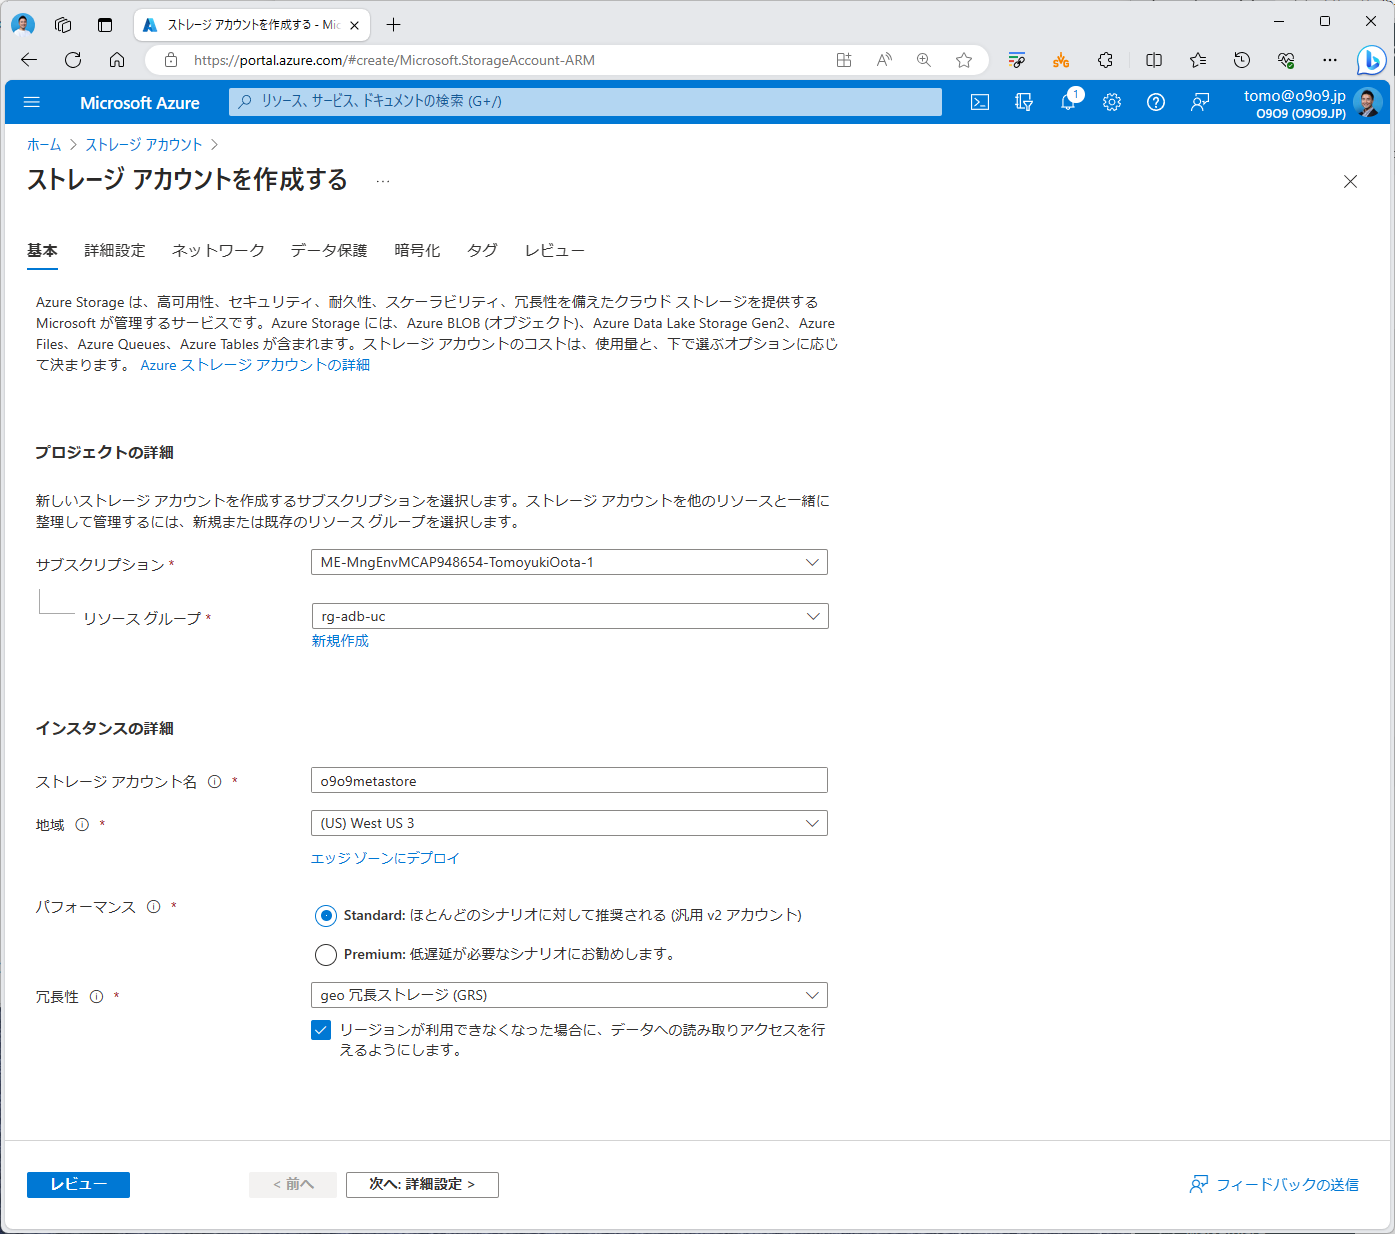 ストレージ アカウントを作成する - Mic
https://portal.azure.com/#create/Microsoft.StorageAccount-ARM
Microsoft Azure
リソース、サービス、ドキュメントの検索 (G+/)
1
tomo@o9o9.jp
O9O9 (O9O9.JP)
ホーム > ストレージ アカウント >
ストレージ アカウントを作成する ...
基本 詳細設定 ネットワーク データ保護 暗号化 タグ レビュー
Azure Storage は、高可用性、セキュリティ、耐久性、スケーラビリティ、冗長性を備えたクラウド ストレージを提供する
Microsoft が管理するサービスです。Azure Storage には、Azure BLOB (オブジェクト)、Azure Data Lake Storage Gen2、Azure
Files、Azure Queues、Azure Tables が含まれます。ストレージ アカウントのコストは、使用量と、下で選ぶオプションに応じ
て決まります。 Azure ストレージ アカウントの詳細
プロジェクトの詳細
新しいストレージ アカウントを作成するサブスクリプションを選択します。ストレージ アカウントを他のリソースと一緒に
整理して管理するには、新規または既存のリソース グループを選択します。
サブスクリプション *
ME-MngEnvMCAP948654-TomoyukiOota-1
リソース グループ *
rg-adb-uc
新規作成
インスタンスの詳細
ストレージ アカウント名 *
o9o9metastore
地域 *
(US) West US 3
エッジ ゾーンにデプロイ
パフォーマンス *
Standard: ほとんどのシナリオに対して推奨される (汎用 v2 アカウント)
Premium: 低遅延が必要なシナリオにお勧めします。
冗長性 *
geo 冗長ストレージ (GRS)
リージョンが利用できなくなった場合に、データへの読み取りアクセスを行
えるようにします。
レビュー
< 前へ
次へ: 詳細設定 >
フィードバックの送信